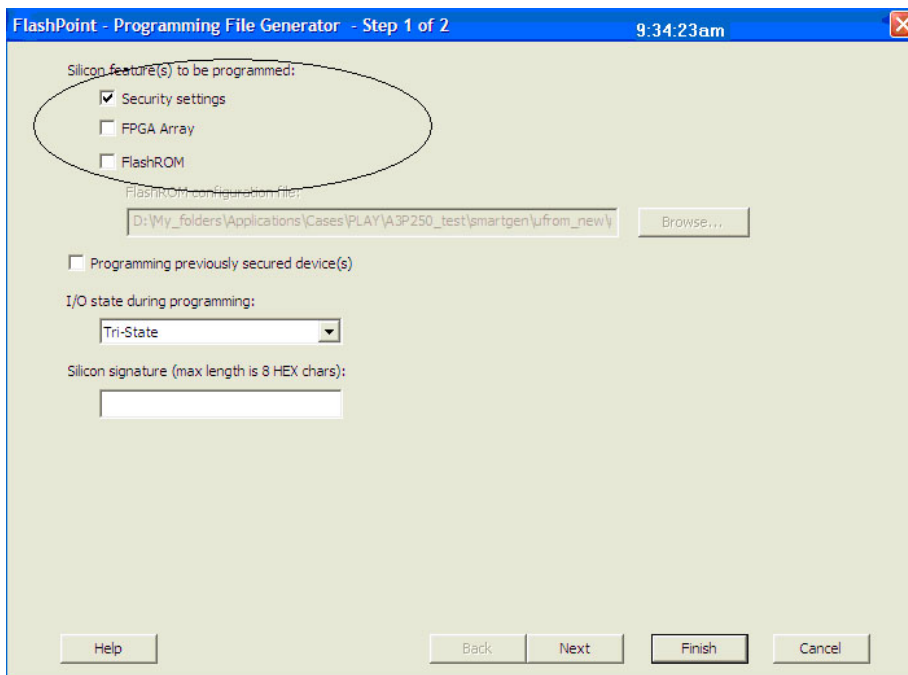 FlashPoint - Programming File Generator - Step 1 of 2 9:34:23am
Silicon feature(s) to be programmed:
Security settings
FPGA Array
FlashROM
FlashROM configuration file:
D:\My_folders\Applications\Cases\PLAY\A3P250_test\smartgen\ufrom_new\ Browse...
Programming previously secured device(s)
I/O state during programming:
Tri-State
Silicon signature (max length is 8 HEX chars):
Help Back Next Finish Cancel